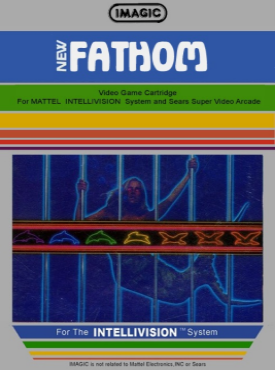 IMAGIC
NEW
FATHOM
Video Game Cartridge
For MATTEL INTELLIVISION System and Sears Super Video Arcade
For The INTELLIVISION™ System
IMAGIC is not related to Mattel Electronics, INC or Sears